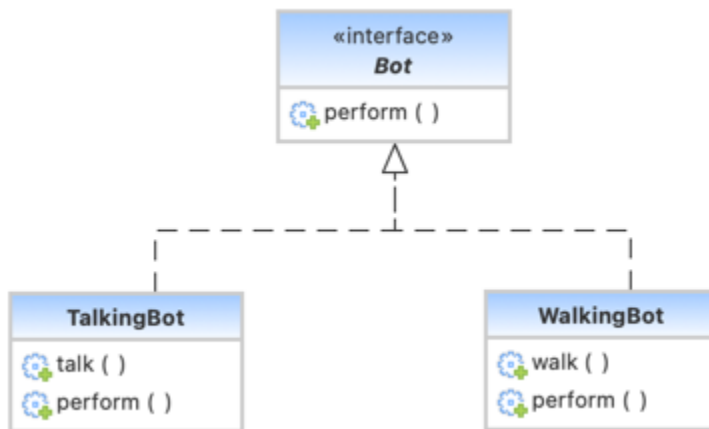 «interface»
Bot
perform ( )
TalkingBot
talk ( )
perform ( )
WalkingBot
walk ( )
perform ( )